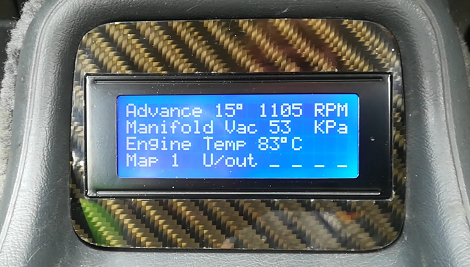 Advance 15° 1105 RPM
Manifold Vac 53 KPa
Engine Temp 83°C
Map 1 U/out _ _ _ _